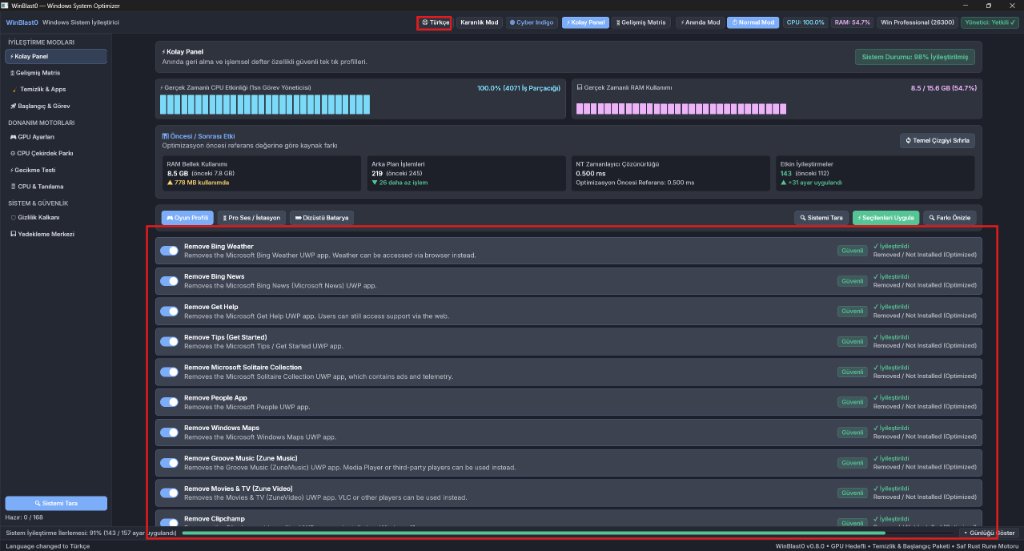 WinBlast0 — Windows System Optimizer
WinBlast0 Windows Sistem İyileştirici
Türkçe
Karanlık Mod
Cyber Indigo
Kolay Panel
Gelişmiş Matris
Anında Mod
Normal Mod
CPU: 100.0%
RAM: 54.7%
Win Professional (26300)
Yönetici: Yetkili ✓
İYİLEŞTİRME MODLARI
Kolay Panel
Gelişmiş Matris
Temizlik & Apps
Başlangıç & Görev
DONANIM MOTORLARI
GPU Ayarları
CPU Çekirdek Parkı
Gecikme Testi
CPU & Tanılama
SİSTEM & GÜVENLİK
Gizlilik Kalkanı
Yedekleme Merkezi
Sistemi Tara
Hazır: 0 / 168
Kolay Panel
Anında geri alma ve işlemsel defter özellikli güvenli tek tık profilleri.
Sistem Durumu: 98% İyileştirilmiş
Gerçek Zamanlı CPU Etkinliği (1sn Görev Yöneticisi)
100.0% (4071 İş Parçacığı)
Gerçek Zamanlı RAM Kullanımı
8.5 / 15.6 GB (54,7%)
Öncesi / Sonrası Etki
Optimizasyon öncesi referans değerine göre kaynak farkı
Temel Çizgiyi Sıfırla
RAM Bellek Kullanımı
8.5 GB (önceki 7.8 GB)
▲ 778 MB kullanımda
Arka Plan İşlemleri
219 (önceki 245)
▼ 26 daha az işlem
NT Zamanlayıcı Çözünürlüğü
0.500 ms
Optimizasyon Öncesi Referans: 0.500 ms
Etkin İyileştirmeler
143 (önceki 112)
▲ +31 ayar uygulandı
Oyun Profili
Pro Ses / İstasyon
Dizüstü Batarya
Sistemi Tara
Seçilenleri Uygula
Farkı Önizle
Remove Bing Weather
Removes the Microsoft Bing Weather UWP app. Weather can be accessed via browser instead.
Güvenli
✓ İyileştirildi
Removed / Not Installed (Optimized)
Remove Bing News
Removes the Microsoft Bing News (Microsoft News) UWP app.
Güvenli
✓ İyileştirildi
Removed / Not Installed (Optimized)
Remove Get Help
Removes the Microsoft Get Help UWP app. Users can still access support via the web.
Güvenli
✓ İyileştirildi
Removed / Not Installed (Optimized)
Remove Tips (Get Started)
Removes the Microsoft Tips / Get Started UWP app.
Güvenli
✓ İyileştirildi
Removed / Not Installed (Optimized)
Remove Microsoft Solitaire Collection
Removes the Microsoft Solitaire Collection UWP app, which contains ads and telemetry.
Güvenli
✓ İyileştirildi
Removed / Not Installed (Optimized)
Remove People App
Removes the Microsoft People UWP app.
Güvenli
✓ İyileştirildi
Removed / Not Installed (Optimized)
Remove Windows Maps
Removes the Microsoft Windows Maps UWP app.
Güvenli
✓ İyileştirildi
Removed / Not Installed (Optimized)
Remove Groove Music (Zune Music)
Removes the Groove Music (ZuneMusic) UWP app. Media Player or third-party players can be used instead.
Güvenli
✓ İyileştirildi
Removed / Not Installed (Optimized)
Remove Movies & TV (Zune Video)
Removes the Movies & TV (ZuneVideo) UWP app. VLC or other players can be used instead.
Güvenli
✓ İyileştirildi
Removed / Not Installed (Optimized)
Remove Clipchamp
Güvenli
✓ İyileştirildi
Removed / Not Installed (Optimized)
Sistem İyileştirme İlerlemesi: 91% (143 / 157 ayar uygulandı)
Günlüğü Göster
Language changed to Türkçe
WinBlast0 v0.8.0 • GPU Hedefli • Temizlik & Başlangıç Paketi • Saf Rust Rune Motoru